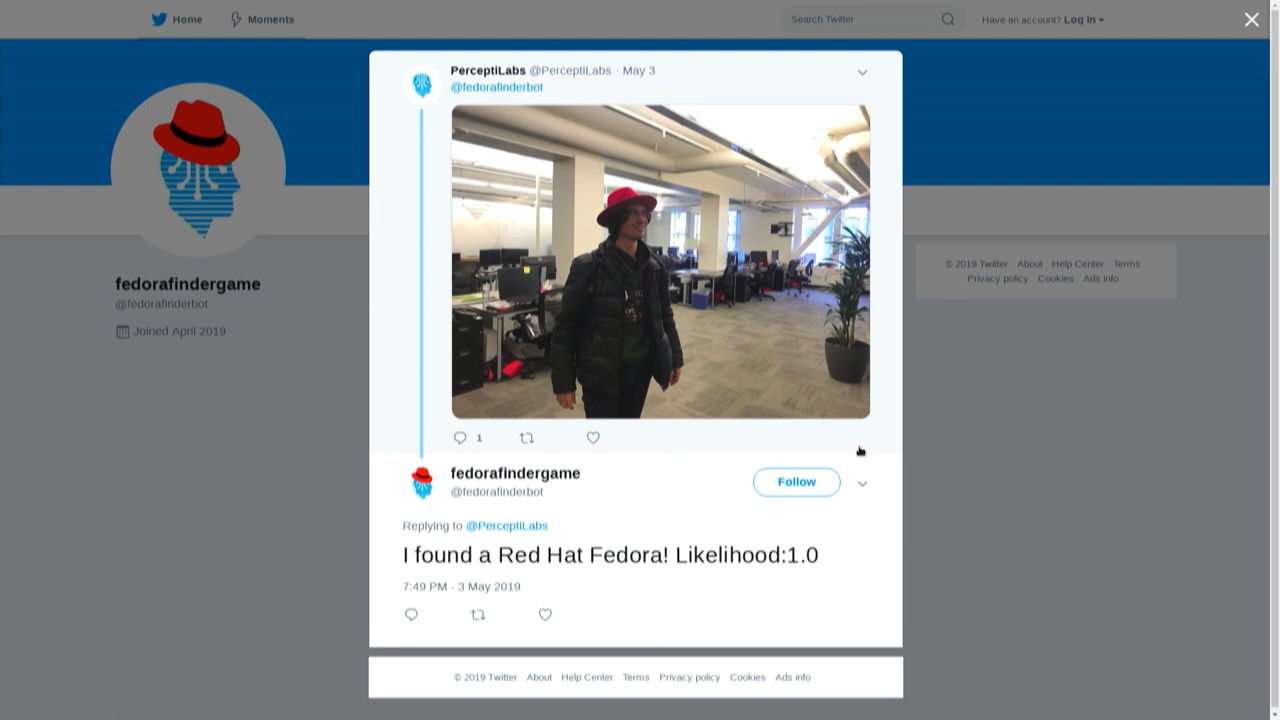 Home Moments Search Twitter Have an account? Log in
PerceptiLabs @PerceptiLabs · May 3
@fedorafinderbot
1
fedorafindergame
@fedorafinderbot
Joined April 2019
© 2019 Twitter About Help Center Terms
Privacy policy Cookies Ads info
fedorafindergame
@fedorafinderbot
Follow
Replying to @PerceptiLabs
I found a Red Hat Fedora! Likelihood:1.0
7:49 PM - 3 May 2019
© 2019 Twitter About Help Center Terms Privacy policy Cookies Ads info